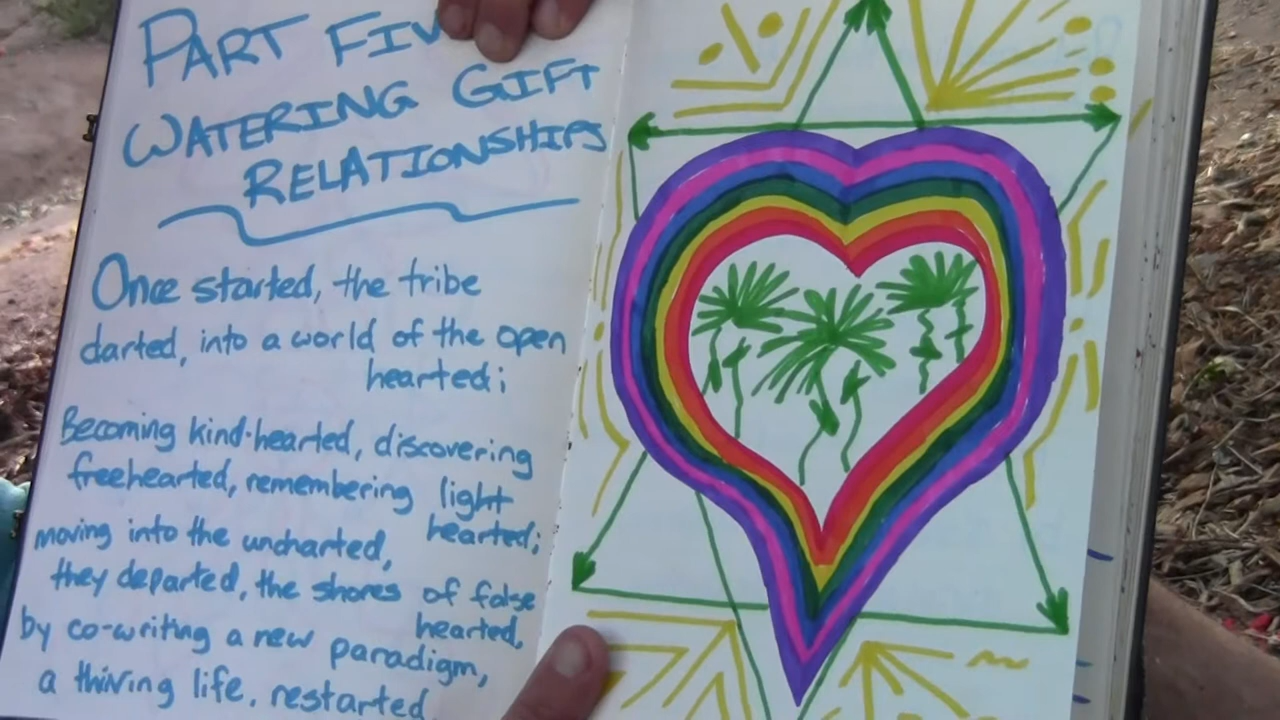 PART FIV
WATERING GIFT
RELATIONSHIPS
Once started, the tribe
darted, into a world of the open
hearted;
Becoming kind-hearted, discovering
freehearted, remembering light
hearted;
moving into the uncharted,
they departed, the shores of false
hearted,
by co-writing a new paradigm,
a thriving life, restarted